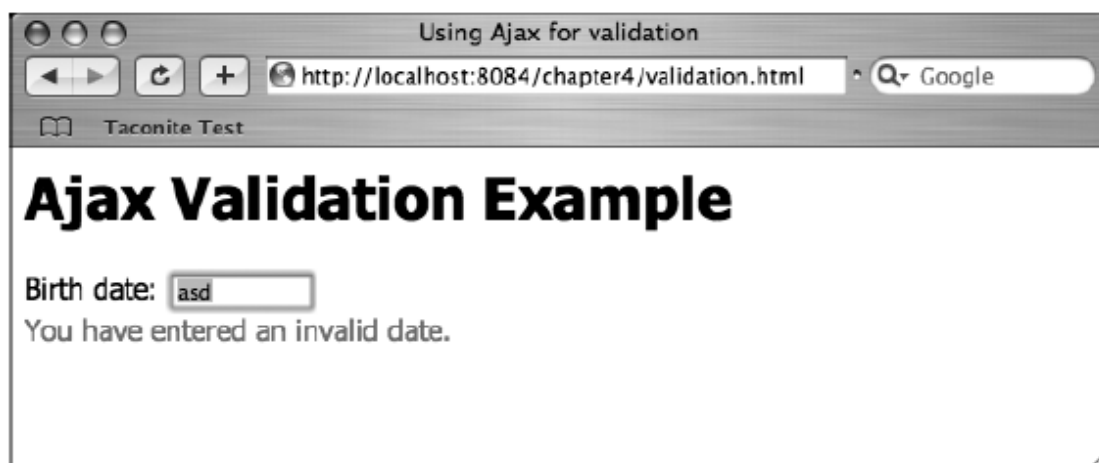 Using Ajax for validation
http://localhost:8084/chapter4/validation.html
Google
Taconite Test
Ajax Validation Example
Birth date: asd
You have entered an invalid date.